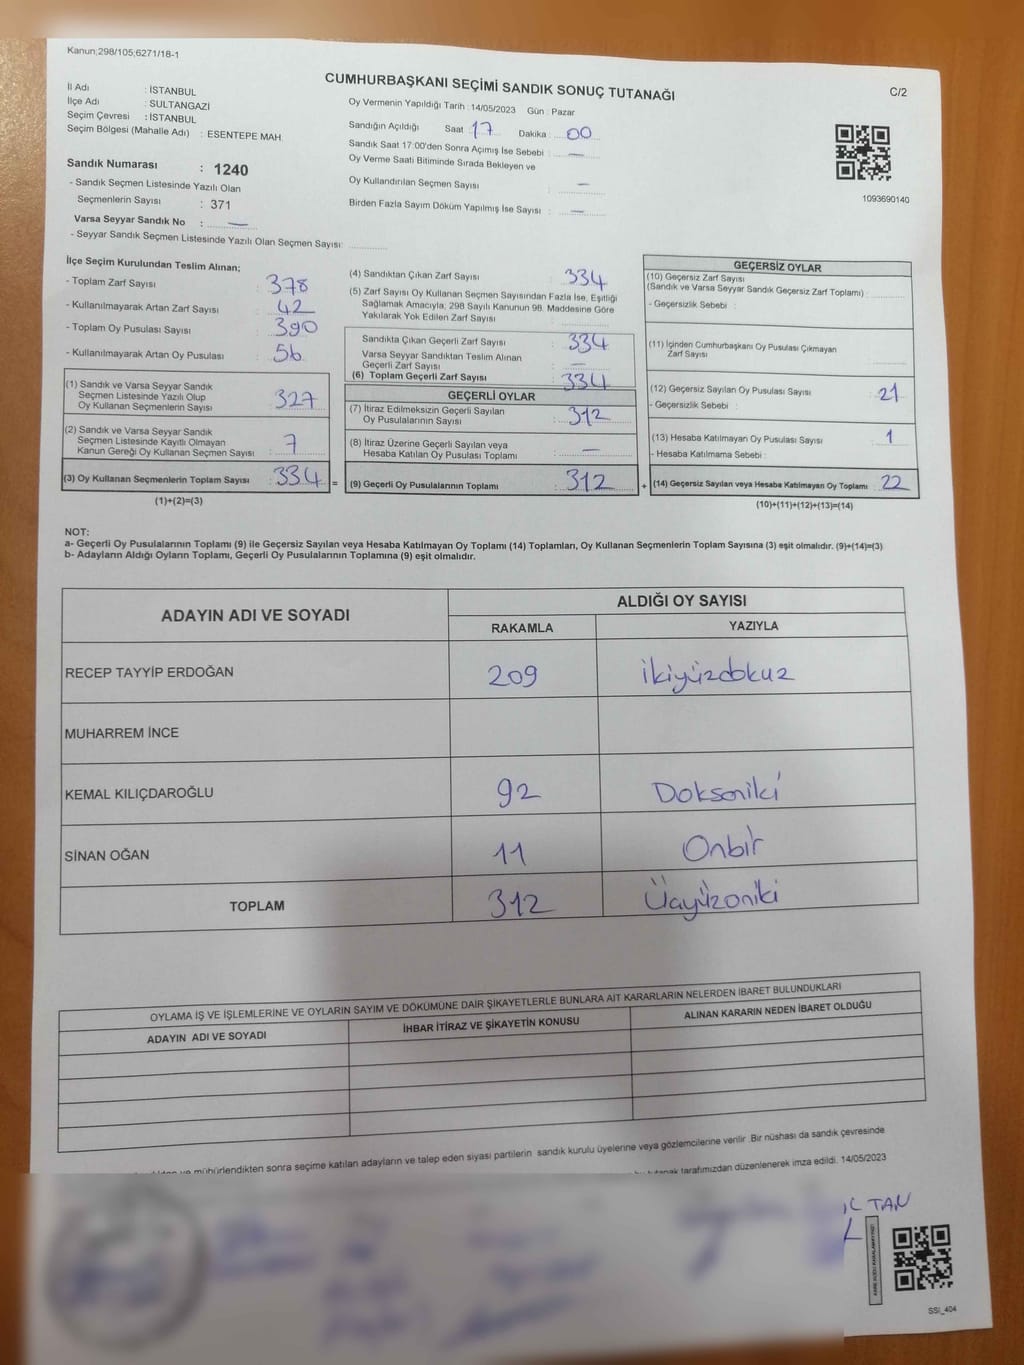 Kanun;298/105;6271/18-1
CUMHURBAŞKANI SEÇİMİ SANDIK SONUÇ TUTANAĞI
C/2
İl Adı : İSTANBUL
İlçe Adı : SULTANGAZİ
Seçim Çevresi : İSTANBUL
Seçim Bölgesi (Mahalle Adı) : ESENTEPE MAH.
Sandık Numarası : 1240
- Sandık Seçmen Listesinde Yazılı Olan
Seçmenlerin Sayısı : 371
Varsa Seyyar Sandık No : —
- Seyyar Sandık Seçmen Listesinde Yazılı Olan Seçmen Sayısı:
Oy Vermenin Yapıldığı Tarih : 14/05/2023 Gün : Pazar
Sandığın Açıldığı Saat : 17 Dakika : 00
Sandık Saat 17:00'den Sonra Açımış İse Sebebi : —
Oy Verme Saati Bitiminde Sırada Bekleyen ve
Oy Kullandırılan Seçmen Sayısı : —
Birden Fazla Sayım Döküm Yapılmış İse Sayısı : —
1093690140
İlçe Seçim Kurulundan Teslim Alınan;
- Toplam Zarf Sayısı : 378
- Kullanılmayarak Artan Zarf Sayısı : 42
- Toplam Oy Pusulası Sayısı : 390
- Kullanılmayarak Artan Oy Pusulası : 56
(1) Sandık ve Varsa Seyyar Sandık
Seçmen Listesinde Yazılı Olup
Oy Kullanan Seçmenlerin Sayısı : 327
(2) Sandık ve Varsa Seyyar Sandık
Seçmen Listesinde Kayıtlı Olmayan
Kanun Gereği Oy Kullanan Seçmen Sayısı : 7
(3) Oy Kullanan Seçmenlerin Toplam Sayısı : 334 =
(1)+(2)=(3)
(4) Sandıktan Çıkan Zarf Sayısı : 334
(5) Zarf Sayısı Oy Kullanan Seçmen Sayısından Fazla İse, Eşitliği
Sağlamak Amacıyla, 298 Sayılı Kanunun 98. Maddesine Göre
Yakılarak Yok Edilen Zarf Sayısı :
Sandıkta Çıkan Geçerli Zarf Sayısı : 334
Varsa Seyyar Sandıktan Teslim Alınan
Geçerli Zarf Sayısı : —
(6) Toplam Geçerli Zarf Sayısı : 334
GEÇERLİ OYLAR
(7) İtiraz Edilmeksizin Geçerli Sayılan
Oy Pusulalarının Sayısı : 312
(8) İtiraz Üzerine Geçerli Sayılan veya
Hesaba Katılan Oy Pusulası Toplamı : —
(9) Geçerli Oy Pusulalarının Toplamı : 312 +
GEÇERSİZ OYLAR
(10) Geçersiz Zarf Sayısı
(Sandık ve Varsa Seyyar Sandık Geçersiz Zarf Toplamı) :
- Geçersizlik Sebebi :
(11) İçinden Cumhurbaşkanı Oy Pusulası Çıkmayan
Zarf Sayısı
(12) Geçersiz Sayılan Oy Pusulası Sayısı : 21
- Geçersizlik Sebebi :
(13) Hesaba Katılmayan Oy Pusulası Sayısı : 1
- Hesaba Katılmama Sebebi :
(14) Geçersiz Sayılan veya Hesaba Katılmayan Oy Toplamı : 22
(10)+(11)+(12)+(13)=(14)
NOT:
a- Geçerli Oy Pusulalarının Toplamı (9) ile Geçersiz Sayılan veya Hesaba Katılmayan Oy Toplamı (14) Toplamları, Oy Kullanan Seçmenlerin Toplam Sayısına (3) eşit olmalıdır. (9)+(14)=(3)
b- Adayların Aldığı Oyların Toplamı, Geçerli Oy Pusulalarının Toplamına (9) eşit olmalıdır.
ADAYIN ADI VE SOYADI
ALDIĞI OY SAYISI
RAKAMLA YAZIYLA
RECEP TAYYİP ERDOĞAN 209 ikiyüzdokuz
MUHARREM İNCE
KEMAL KILIÇDAROĞLU 92 Doksaniki
SİNAN OĞAN 11 Onbir
TOPLAM 312 Üçyüzoniki
OYLAMA İŞ VE İŞLEMLERİNE VE OYLARIN SAYIM VE DÖKÜMÜNE DAİR ŞİKAYETLERLE BUNLARA AİT KARARLARIN NELERDEN İBARET BULUNDUKLARI
ADAYIN ADI VE SOYADI İHBAR İTİRAZ VE ŞİKAYETİN KONUSU ALINAN KARARIN NEDEN İBARET OLDUĞU
ve mühürlendikten sonra seçime katılan adayların ve talep eden siyasi partilerin sandık kurulu üyelerine veya gözlemcilerine verilir. Bir nüshası da sandık çevresinde
tutanak tarafımızdan düzenlenerek imza edildi. 14/05/2023
TAN
SSI_404